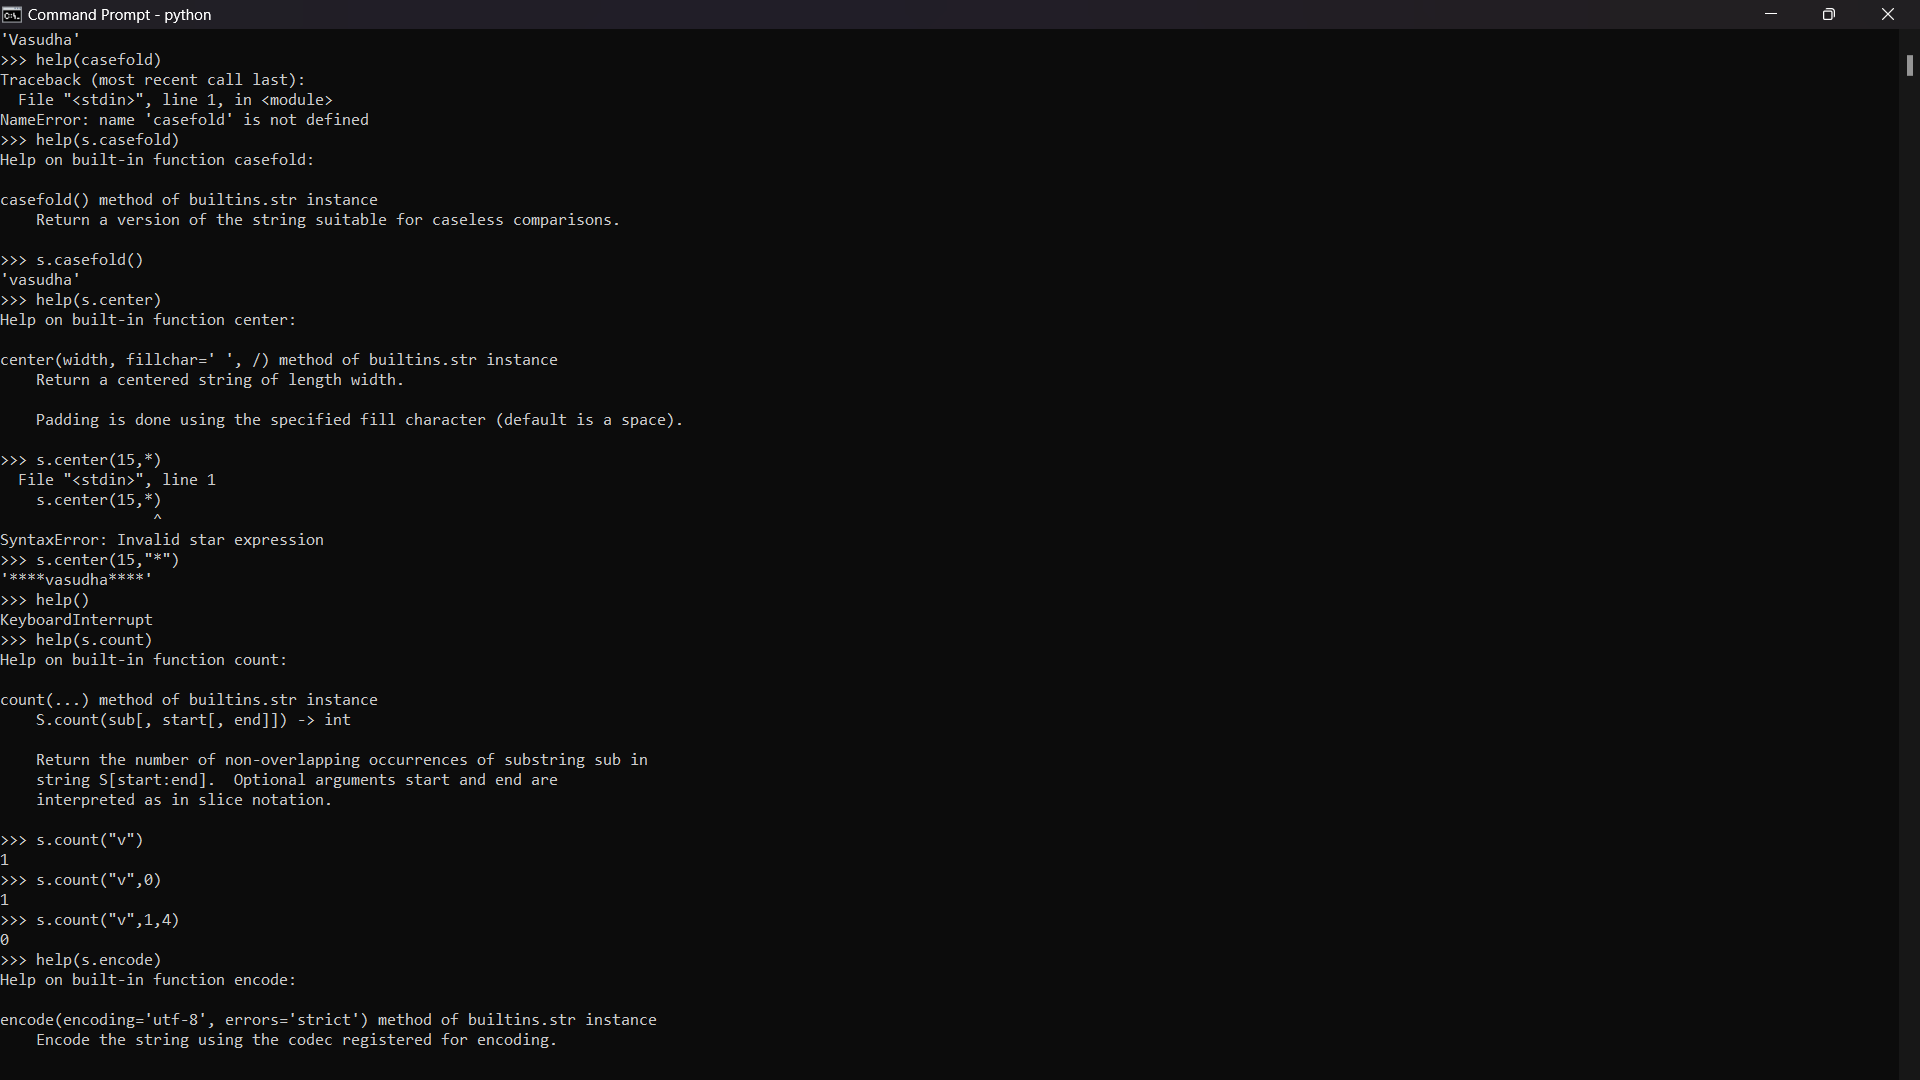 Command Prompt - python
'Vasudha'
>>> help(casefold)
Traceback (most recent call last):
  File "<stdin>", line 1, in <module>
NameError: name 'casefold' is not defined
>>> help(s.casefold)
Help on built-in function casefold:

casefold() method of builtins.str instance
    Return a version of the string suitable for caseless comparisons.

>>> s.casefold()
'vasudha'
>>> help(s.center)
Help on built-in function center:

center(width, fillchar=' ', /) method of builtins.str instance
    Return a centered string of length width.

    Padding is done using the specified fill character (default is a space).

>>> s.center(15,*)
  File "<stdin>", line 1
    s.center(15,*)
                 ^
SyntaxError: Invalid star expression
>>> s.center(15,"*")
'****vasudha****'
>>> help()
KeyboardInterrupt
>>> help(s.count)
Help on built-in function count:

count(...) method of builtins.str instance
    S.count(sub[, start[, end]]) -> int

    Return the number of non-overlapping occurrences of substring sub in
    string S[start:end].  Optional arguments start and end are
    interpreted as in slice notation.

>>> s.count("v")
1
>>> s.count("v",0)
1
>>> s.count("v",1,4)
0
>>> help(s.encode)
Help on built-in function encode:

encode(encoding='utf-8', errors='strict') method of builtins.str instance
    Encode the string using the codec registered for encoding.